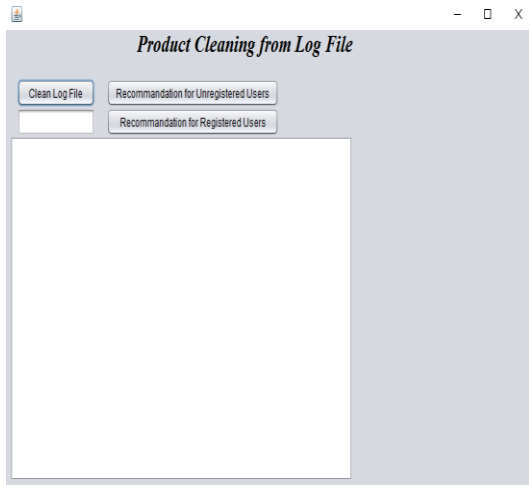 Product Cleaning from Log File
Clean Log File
Recommandation for Unregistered Users
Recommandation for Registered Users